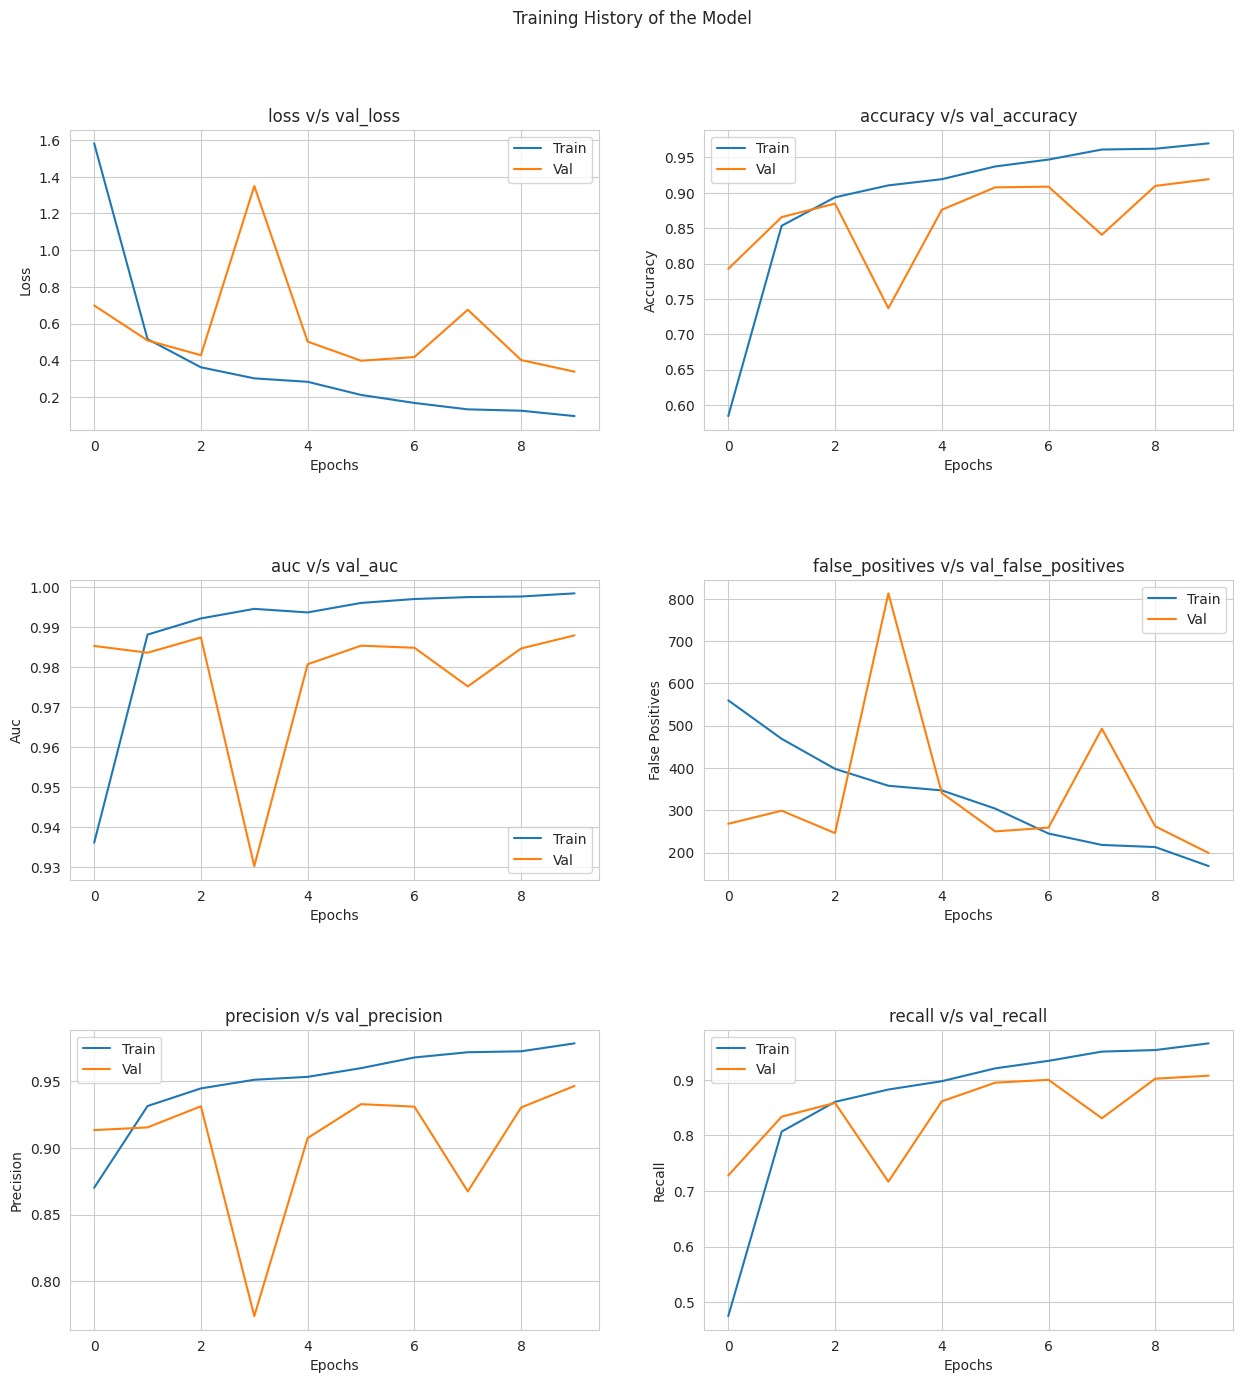 Training History of the Model
loss v/s val_loss
Train
Val
1.6
1.4
1.2
1.0
0.8
0.6
0.4
0.2
Loss
0 2 4 6 8
Epochs
accuracy v/s val_accuracy
Train
Val
0.95
0.90
0.85
0.80
0.75
0.70
0.65
0.60
Accuracy
0 2 4 6 8
Epochs
auc v/s val_auc
1.00
0.99
0.98
0.97
0.96
0.95
0.94
0.93
Auc
Train
Val
0 2 4 6 8
Epochs
false_positives v/s val_false_positives
Train
Val
800
700
600
500
400
300
200
False Positives
0 2 4 6 8
Epochs
precision v/s val_precision
Train
Val
0.95
0.90
0.85
0.80
Precision
0 2 4 6 8
Epochs
recall v/s val_recall
Train
Val
0.9
0.8
0.7
0.6
0.5
Recall
0 2 4 6 8
Epochs